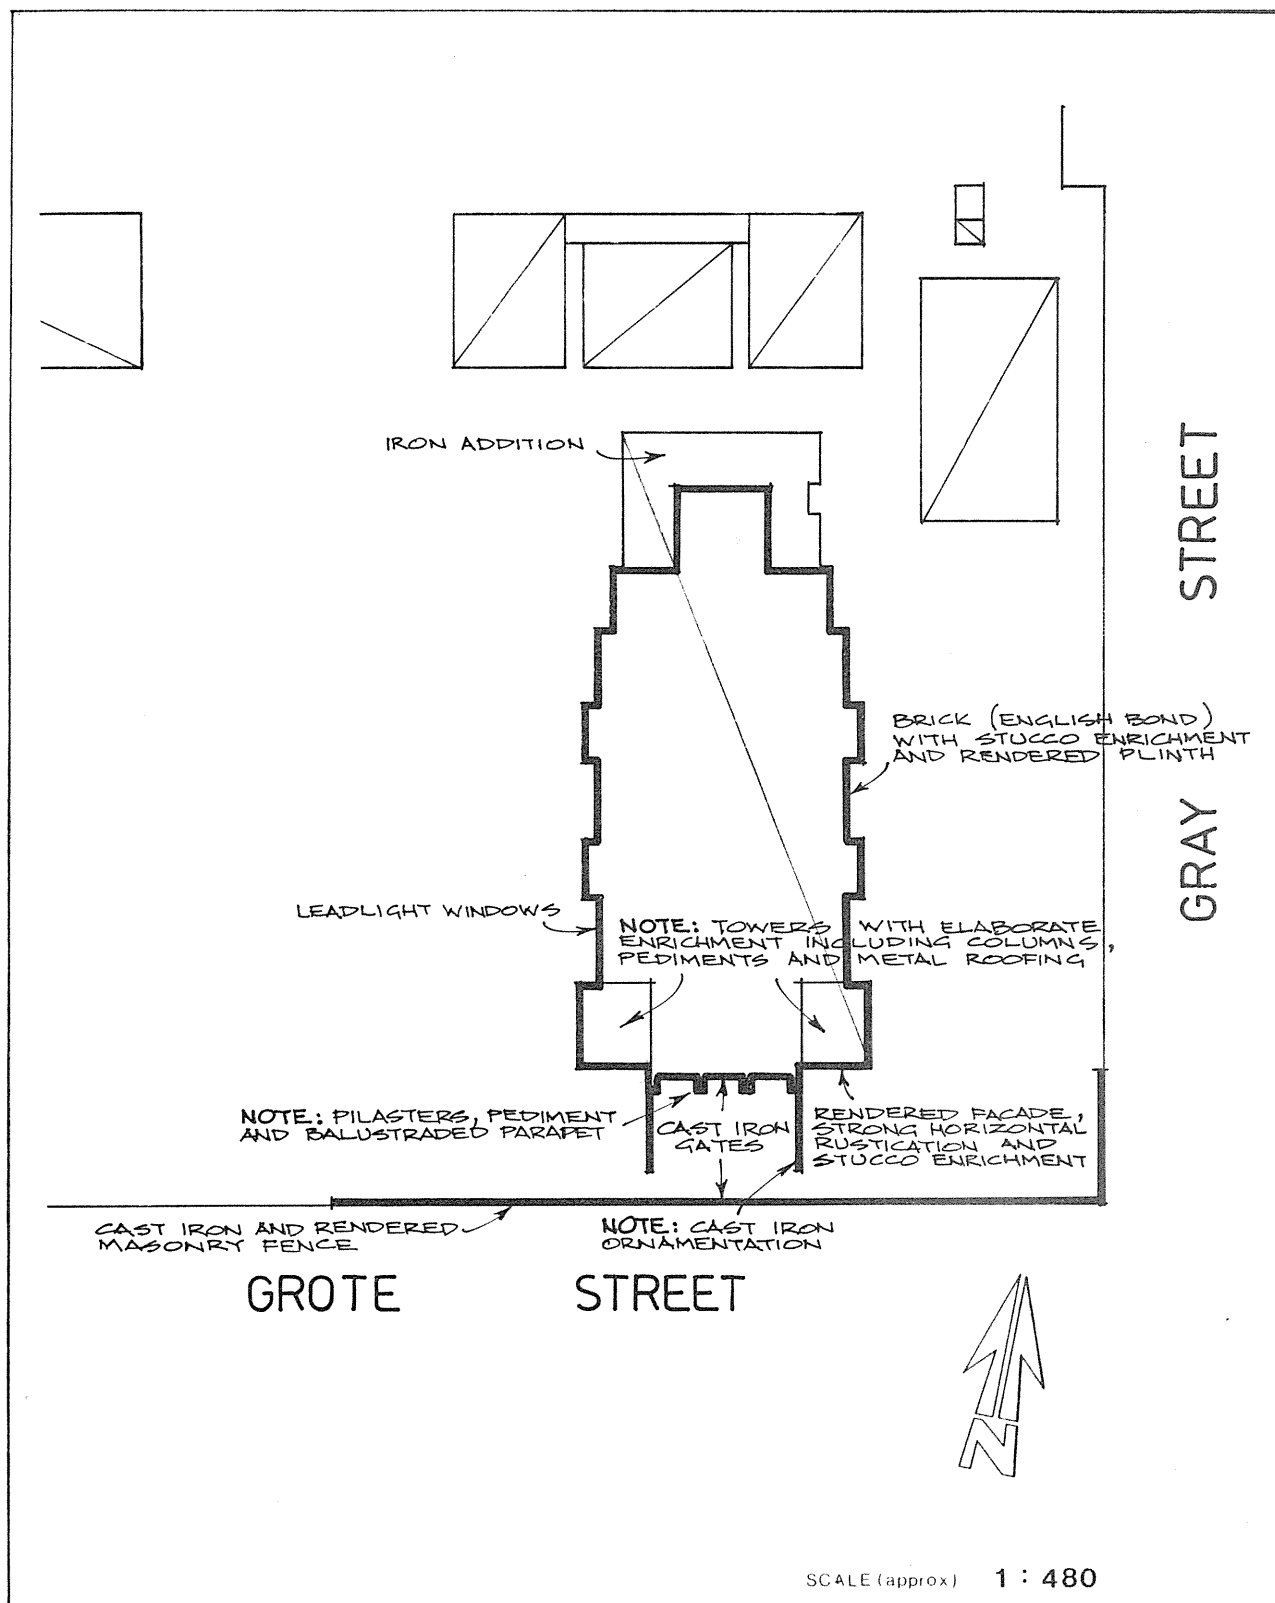 IRON ADDITION
STREET
GRAY
BRICK (ENGLISH BOND)
WITH STUCCO ENRICHMENT
AND RENDERED PLINTH
LEADLIGHT WINDOWS
NOTE: TOWERS WITH ELABORATE
ENRICHMENT INCLUDING COLUMNS,
PEDIMENTS AND METAL ROOFING
NOTE: PILASTERS, PEDIMENT
AND BALUSTRADED PARAPET
CAST IRON
GATES
RENDERED FACADE,
STRONG HORIZONTAL
RUSTICATION AND
STUCCO ENRICHMENT
CAST IRON AND RENDERED
MASONRY FENCE
NOTE: CAST IRON
ORNAMENTATION
GROTE STREET
N
SCALE (approx) 1 : 480